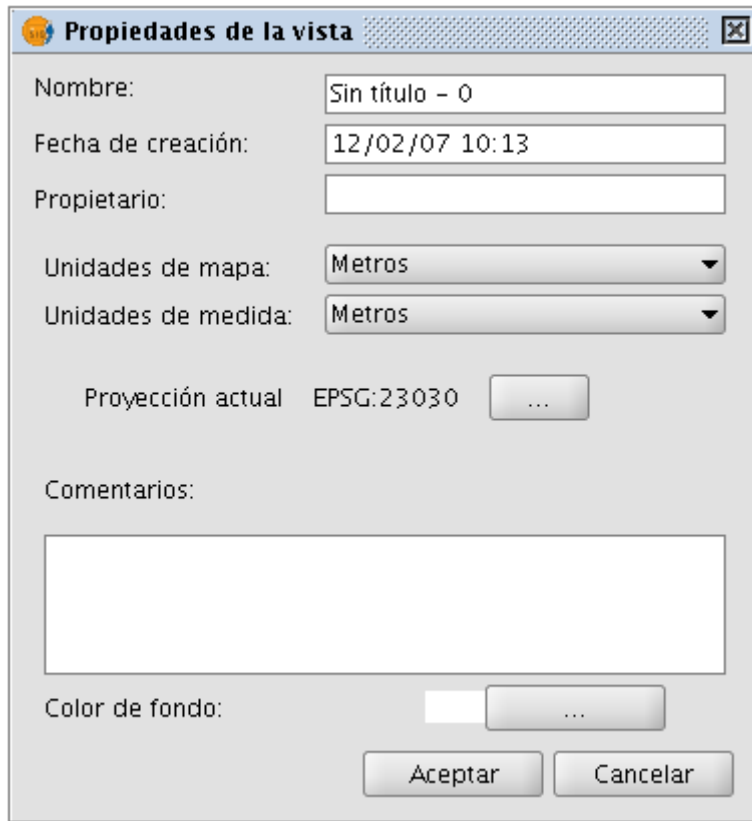 Propiedades de la vista
Nombre: Sin título - 0
Fecha de creación: 12/02/07 10:13
Propietario:
Unidades de mapa: Metros
Unidades de medida: Metros
Proyección actual EPSG:23030 ...
Comentarios:
Color de fondo: ...
Aceptar Cancelar